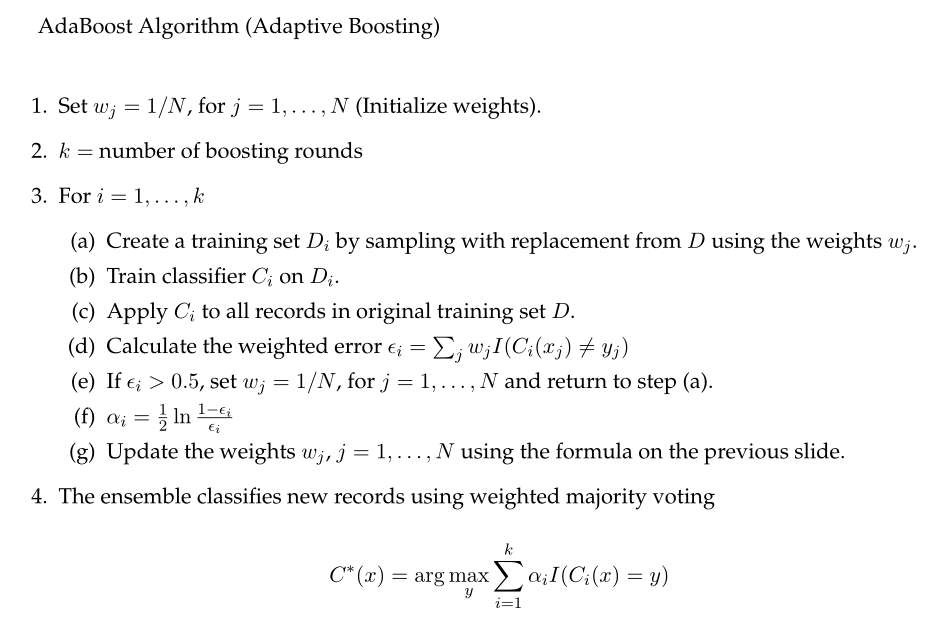 AdaBoost Algorithm (Adaptive Boosting)
1. Set $w_j = 1/N$, for $j = 1, \ldots, N$ (Initialize weights).
2. $k =$ number of boosting rounds
3. For $i = 1, \ldots, k$
(a) Create a training set $D_i$ by sampling with replacement from $D$ using the weights $w_j$.
(b) Train classifier $C_i$ on $D_i$.
(c) Apply $C_i$ to all records in original training set $D$.
(d) Calculate the weighted error $\epsilon_i = \sum_j w_j I(C_i(x_j) \neq y_j)$
(e) If $\epsilon_i > 0.5$, set $w_j = 1/N$, for $j = 1, \ldots, N$ and return to step (a).
(f) $\alpha_i = \frac{1}{2} \ln \frac{1-\epsilon_i}{\epsilon_i}$
(g) Update the weights $w_j, j = 1, \ldots, N$ using the formula on the previous slide.
4. The ensemble classifies new records using weighted majority voting
$C^*(x) = \arg\max_y \sum_{i=1}^{k} \alpha_i I(C_i(x) = y)$